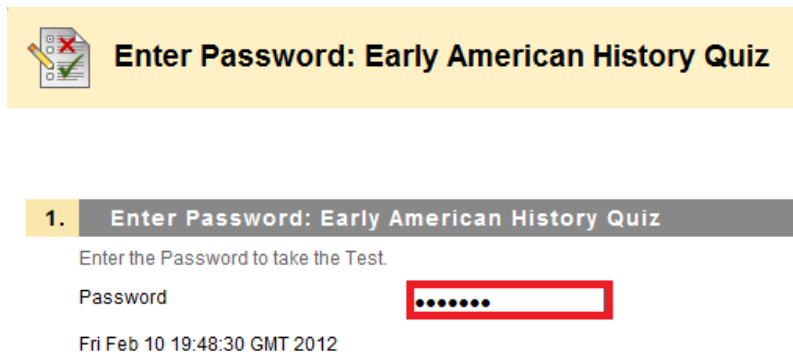 Enter Password: Early American History Quiz
1. Enter Password: Early American History Quiz
Enter the Password to take the Test.
Password •••••••
Fri Feb 10 19:48:30 GMT 2012